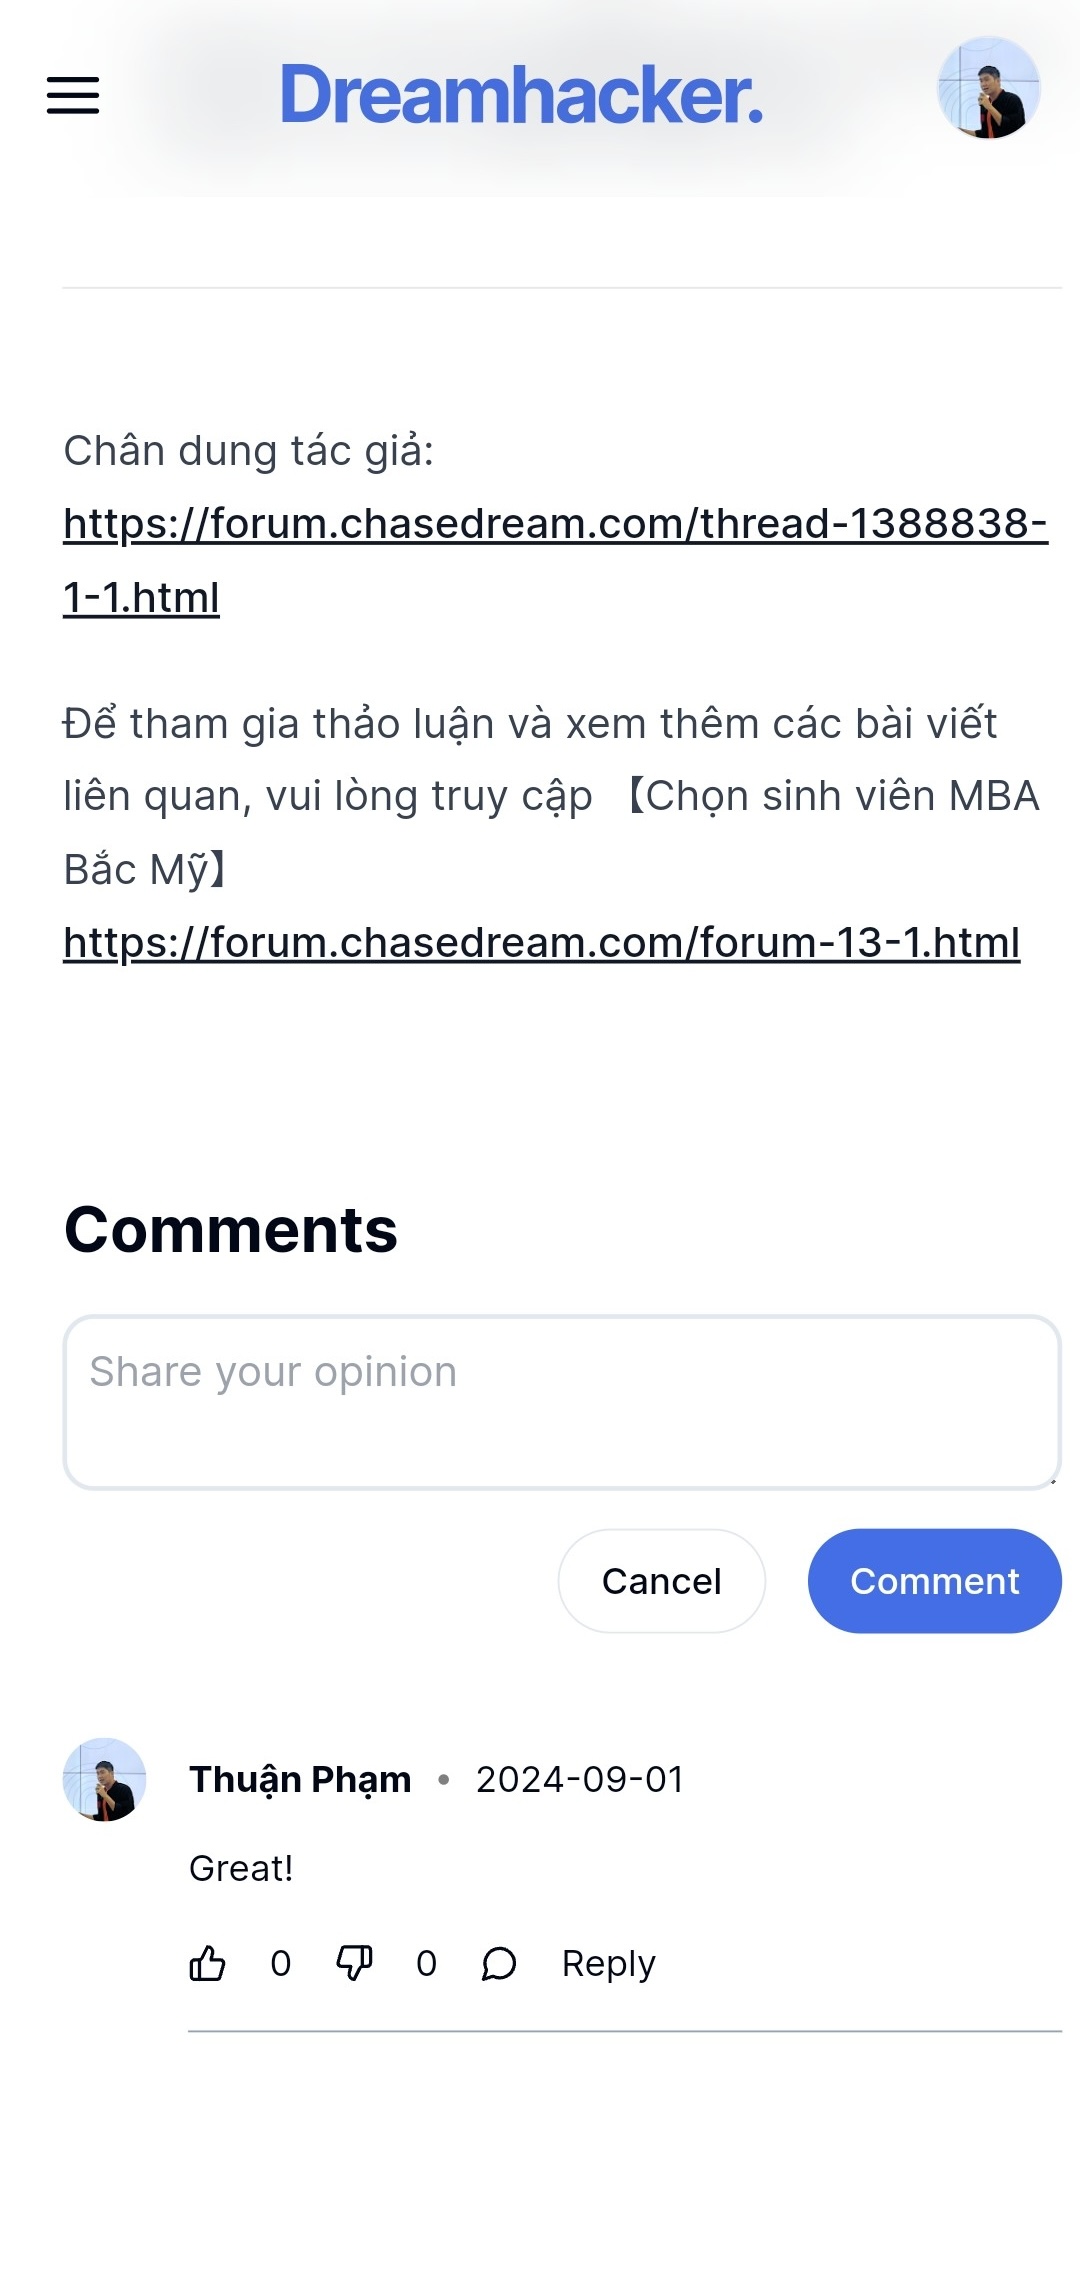 Dreamhacker.
Chân dung tác giả:
https://forum.chasedream.com/thread-1388838-
1-1.html
Để tham gia thảo luận và xem thêm các bài viết
liên quan, vui lòng truy cập 【Chọn sinh viên MBA
Bắc Mỹ】
https://forum.chasedream.com/forum-13-1.html
Comments
Share your opinion
Cancel
Comment
Thuận Phạm • 2024-09-01
Great!
0 0 Reply